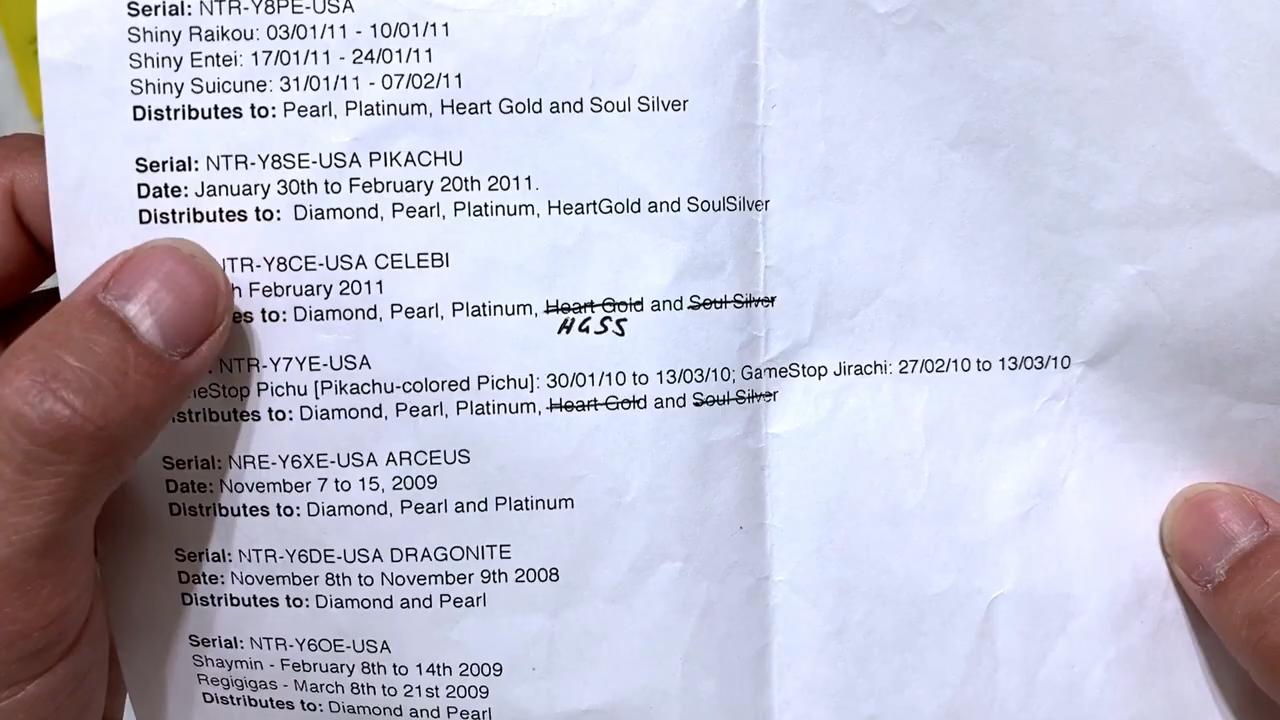 Serial: NTR-Y8PE-USA
Shiny Raikou: 03/01/11 - 10/01/11
Shiny Entei: 17/01/11 - 24/01/11
Shiny Suicune: 31/01/11 - 07/02/11
Distributes to: Pearl, Platinum, Heart Gold and Soul Silver
Serial: NTR-Y8SE-USA PIKACHU
Date: January 30th to February 20th 2011.
Distributes to: Diamond, Pearl, Platinum, HeartGold and SoulSilver
NTR-Y8CE-USA CELEBI
February 2011
to: Diamond, Pearl, Platinum, Heart Gold and Soul Silver
HGSS
NTR-Y7YE-USA
Pichu [Pikachu-colored Pichu]: 30/01/10 to 13/03/10; GameStop Jirachi: 27/02/10 to 13/03/10
to: Diamond, Pearl, Platinum, Heart Gold and Soul Silver
Serial: NRE-Y6XE-USA ARCEUS
Date: November 7 to 15, 2009
Distributes to: Diamond, Pearl and Platinum
Serial: NTR-Y6DE-USA DRAGONITE
Date: November 8th to November 9th 2008
Distributes to: Diamond and Pearl
Serial: NTR-Y6OE-USA
Shaymin - February 8th to 14th 2009
Regigigas - March 8th to 21st 2009
Distributes to: Diamond and Pearl